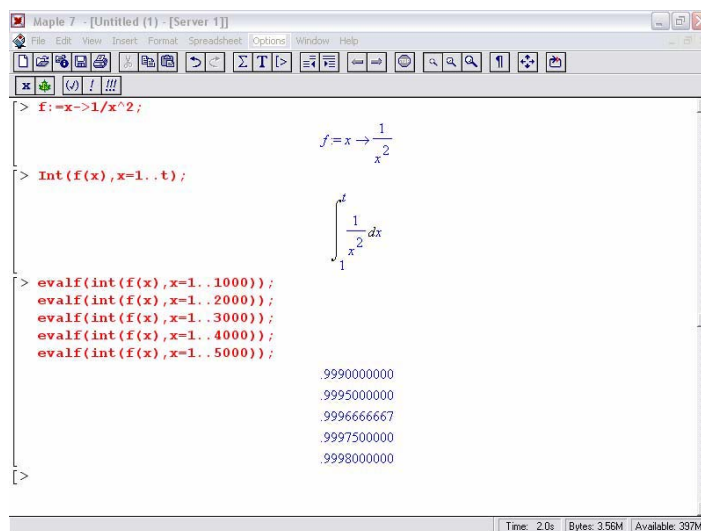 Maple 7 - [Untitled (1) - [Server 1]]
File Edit View Insert Format Spreadsheet Options Window Help
Σ T [>
x (√) ! !!!
[> f:=x->1/x^2;
f := x → 1/x^2
[> Int(f(x),x=1..t);
∫_1^t 1/x^2 dx
[> evalf(int(f(x),x=1..1000));
evalf(int(f(x),x=1..2000));
evalf(int(f(x),x=1..3000));
evalf(int(f(x),x=1..4000));
evalf(int(f(x),x=1..5000));
.9990000000
.9995000000
.9996666667
.9997500000
.9998000000
[>
Time: 2.0s Bytes: 3.56M Available: 397M